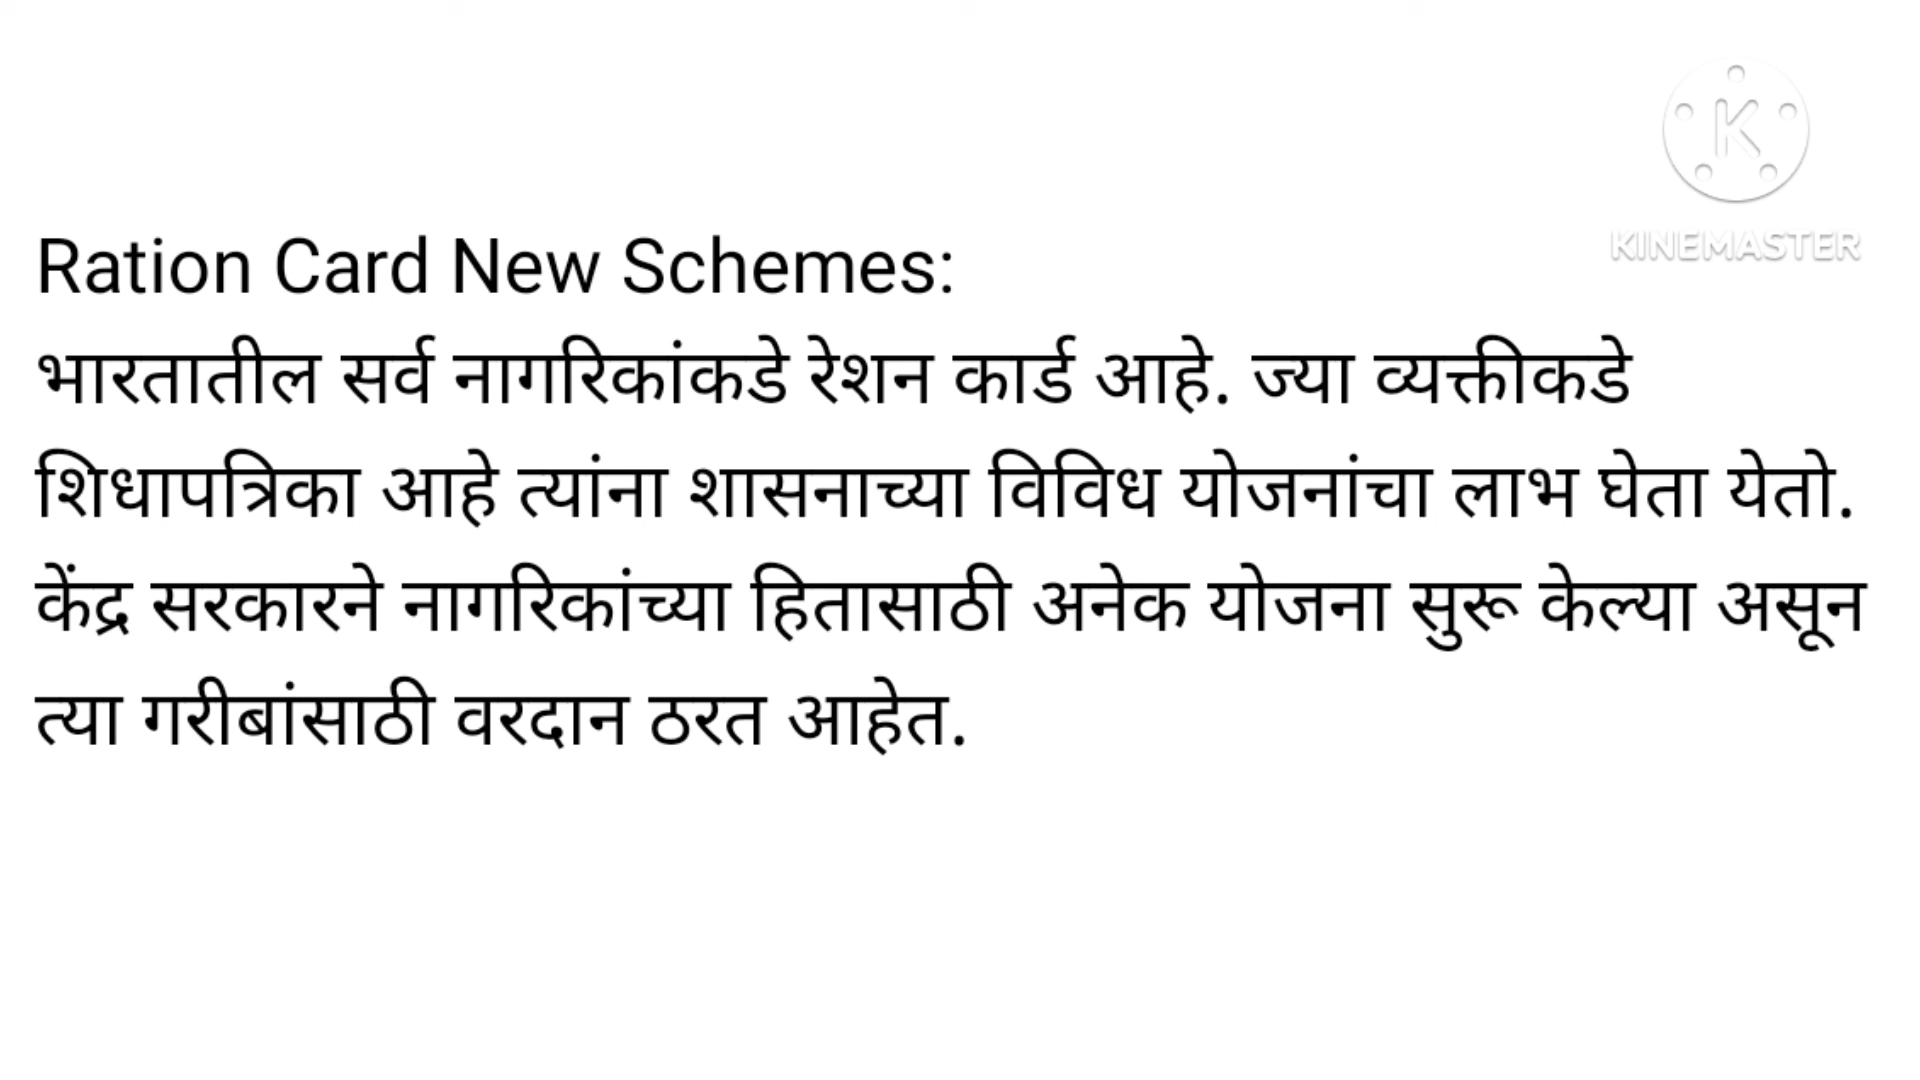 K
KINEMASTER
Ration Card New Schemes:
भारतातील सर्व नागरिकांकडे रेशन कार्ड आहे. ज्या व्यक्तीकडे
शिधापत्रिका आहे त्यांना शासनाच्या विविध योजनांचा लाभ घेता येतो.
केंद्र सरकारने नागरिकांच्या हितासाठी अनेक योजना सुरू केल्या असून
त्या गरीबांसाठी वरदान ठरत आहेत.